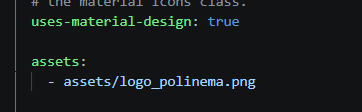 # the material Icons class.
uses-material-design: true
assets:
- assets/logo_polinema.png